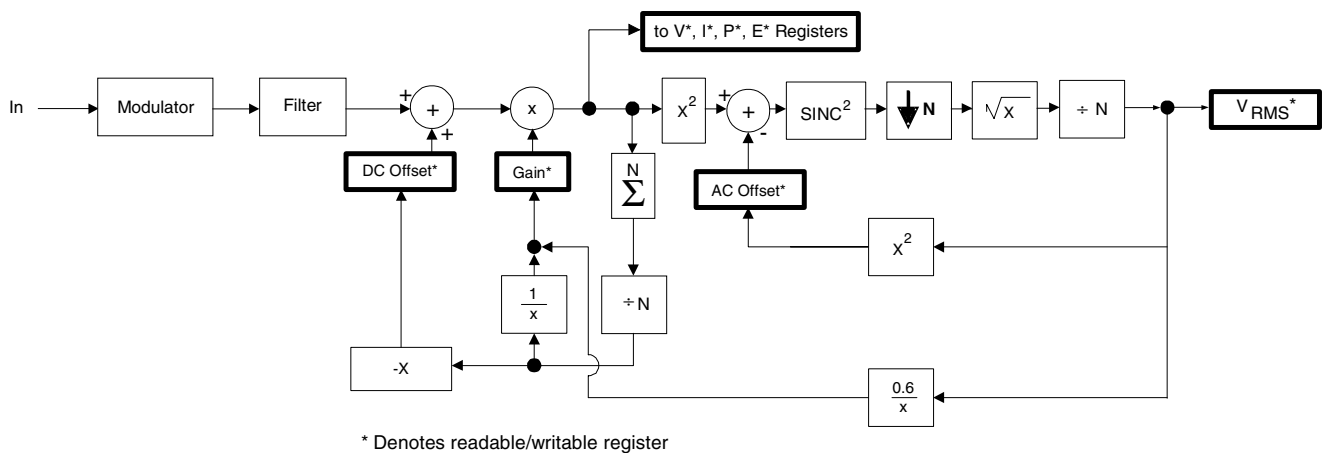 to V*, I*, P*, E* Registers
In
Modulator
Filter
+
+
+
x
X²
+
+
-
SINC²
N
√X
÷ N
V RMS*
DC Offset*
Gain*
N
Σ
AC Offset*
X²
1
x
÷ N
-X
0.6
x
* Denotes readable/writable register